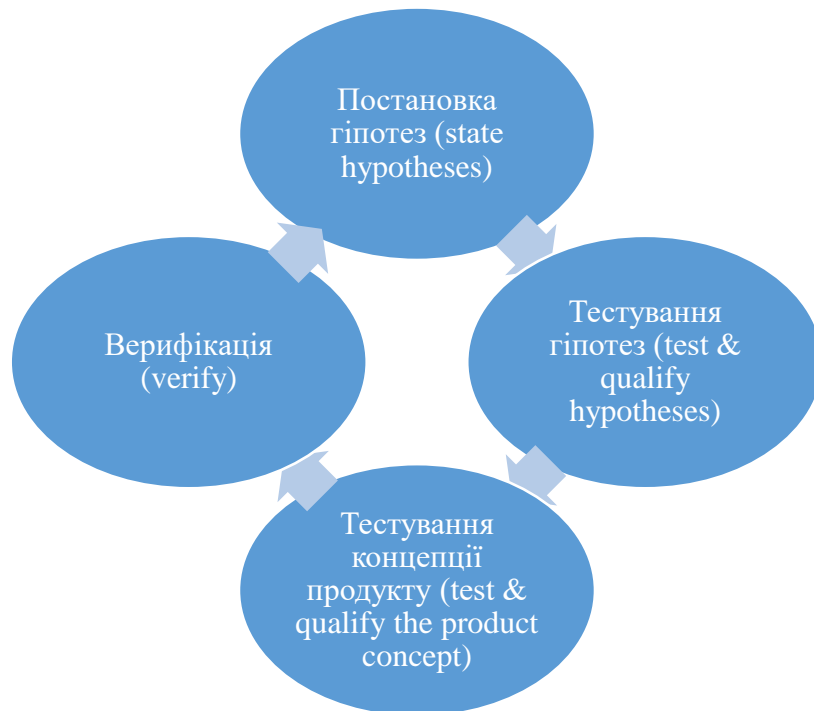 Постановка
гіпотез (state
hypotheses)
Тестування
гіпотез (test &
qualify
hypotheses)
Верифікація
(verify)
Тестування
концепції
продукту (test &
qualify the product
concept)